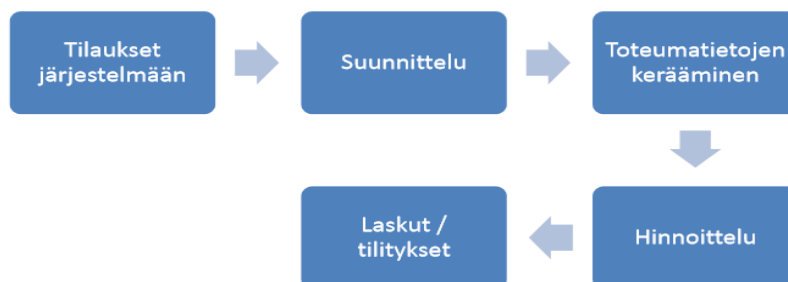 Tilaukset
järjestelmään
Suunnittelu
Toteumatietojen
kerääminen
Hinnoittelu
Laskut /
tilitykset